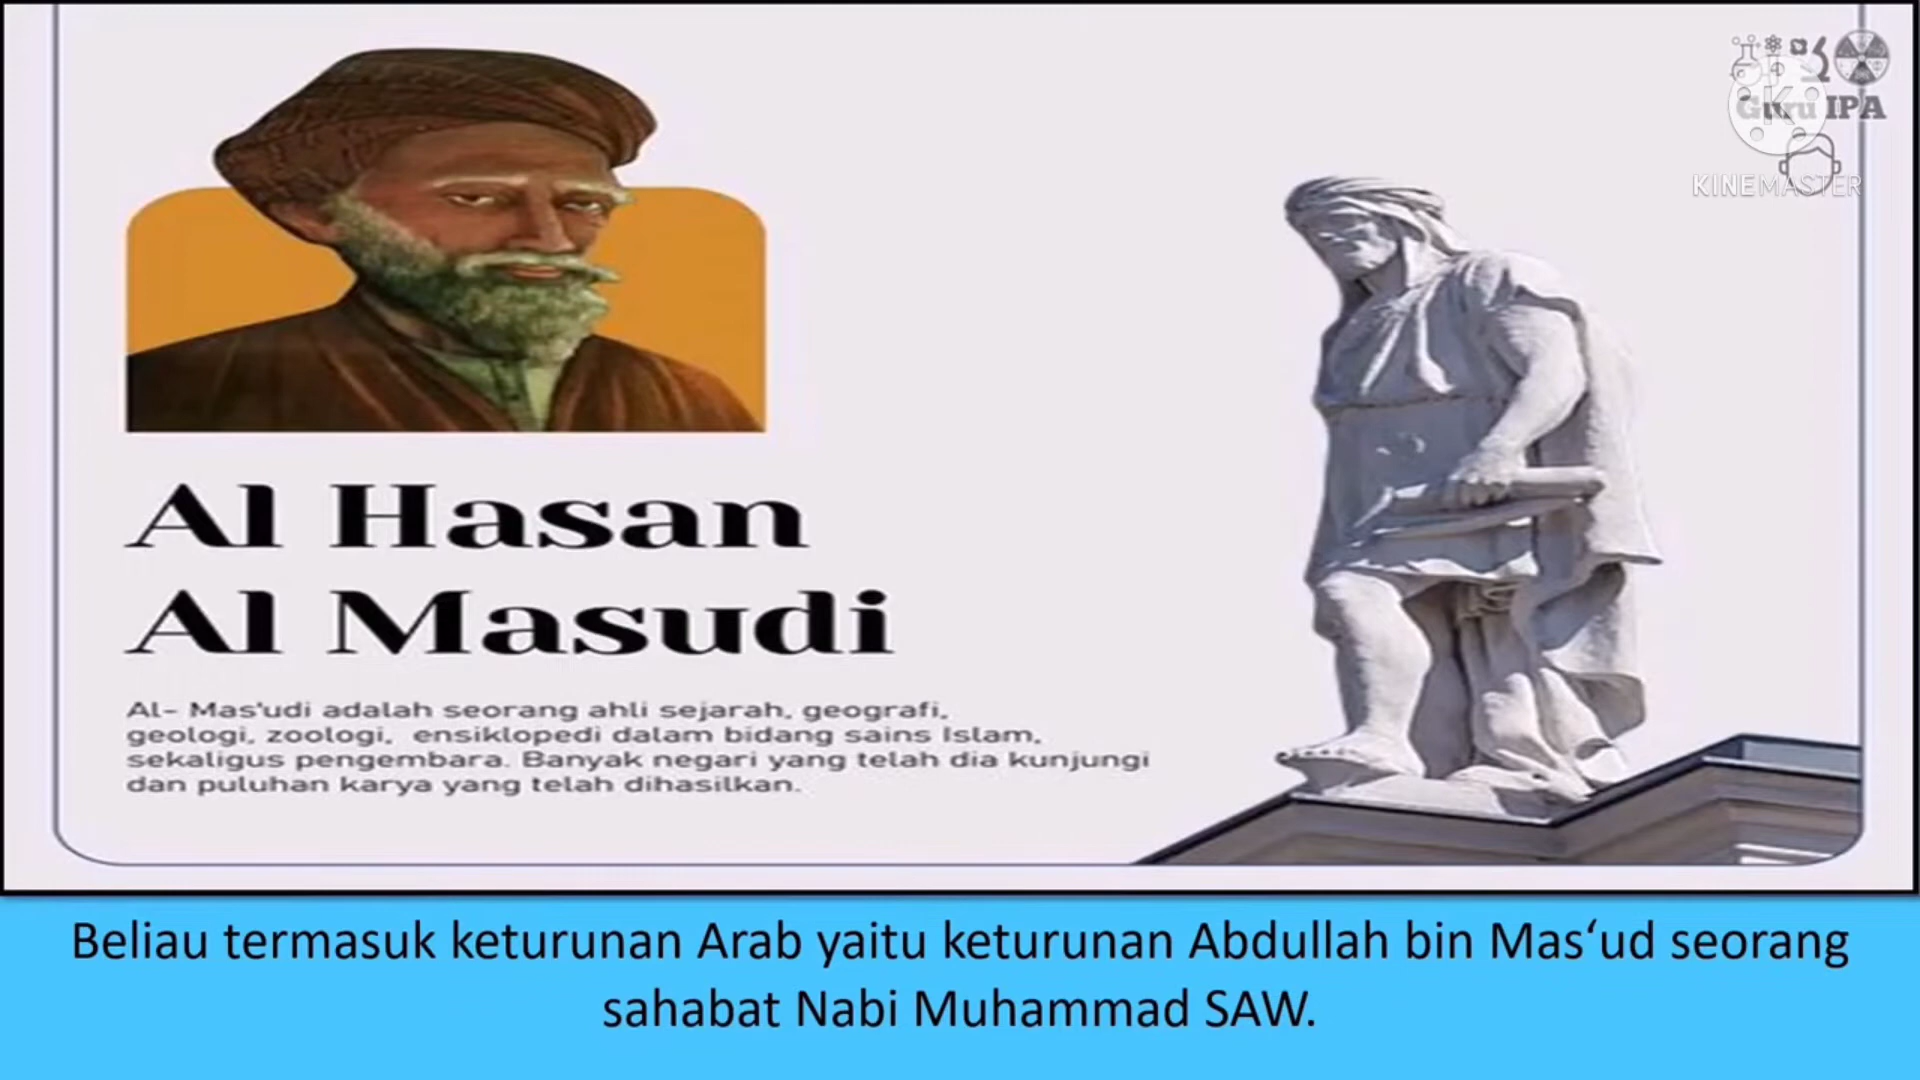 Guru IPA
KINEMASTER
Al Hasan
Al Masudi
Al- Mas'udi adalah seorang ahli sejarah, geografi,
geologi, zoologi, ensiklopedi dalam bidang sains Islam,
sekaligus pengembara. Banyak negari yang telah dia kunjungi
dan puluhan karya yang telah dihasilkan.
Beliau termasuk keturunan Arab yaitu keturunan Abdullah bin Mas‘ud seorang
sahabat Nabi Muhammad SAW.